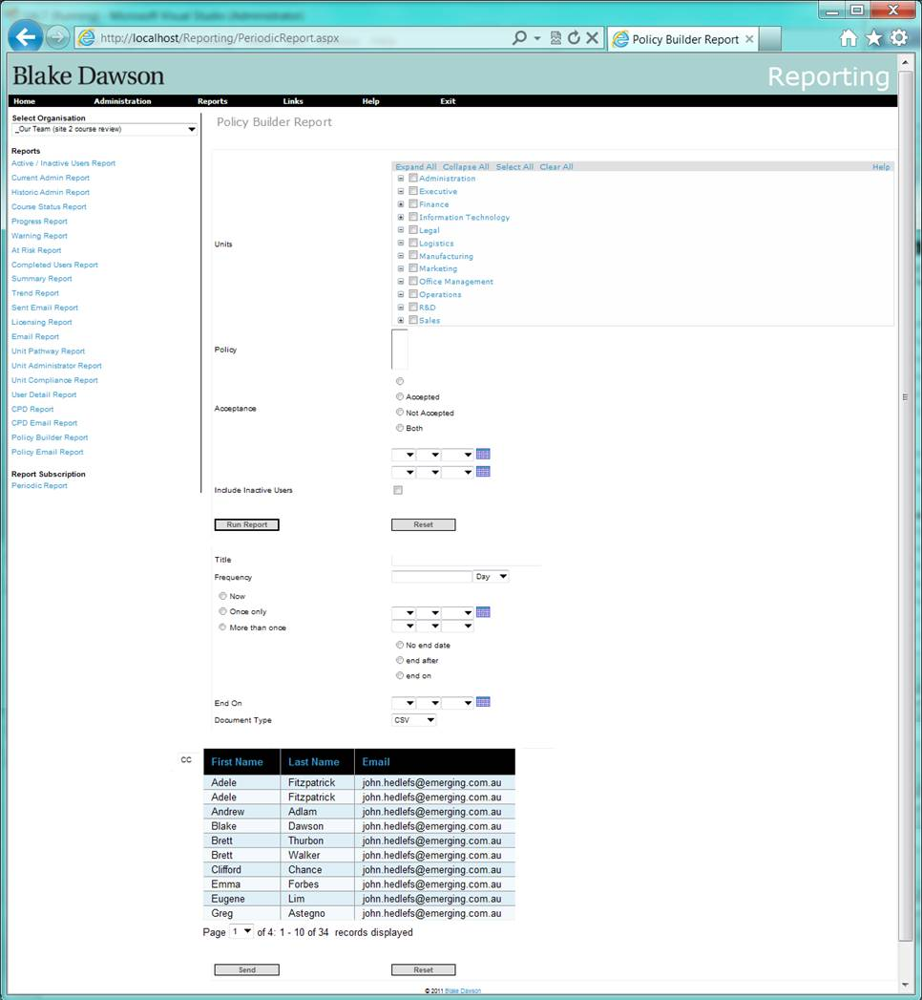 http://localhost/Reporting/PeriodicReport.aspx
Policy Builder Report
Blake Dawson
Reporting
Home Administration Reports Links Help Exit
Select Organisation
_Our Team (site 2 course review)
Reports
Active / Inactive Users Report
Current Admin Report
Historic Admin Report
Course Status Report
Progress Report
Warning Report
At Risk Report
Completed Users Report
Summary Report
Trend Report
Sent Email Report
Licensing Report
Email Report
Unit Pathway Report
Unit Administrator Report
Unit Compliance Report
User Detail Report
CPD Report
CPD Email Report
Policy Builder Report
Policy Email Report
Report Subscription
Periodic Report
Policy Builder Report
Expand All Collapse All Select All Clear All Help
Units
Administration
Executive
Finance
Information Technology
Legal
Logistics
Manufacturing
Marketing
Office Management
Operations
R&D
Sales
Policy
Acceptance
Accepted
Not Accepted
Both
Include Inactive Users
Run Report Reset
Title
Frequency Day
Now
Once only
More than once
No end date
end after
end on
End On
Document Type CSV
CC
First Name Last Name Email
Adele Fitzpatrick john.hedlefs@emerging.com.au
Adele Fitzpatrick john.hedlefs@emerging.com.au
Andrew Adlam john.hedlefs@emerging.com.au
Blake Dawson john.hedlefs@emerging.com.au
Brett Thurbon john.hedlefs@emerging.com.au
Brett Walker john.hedlefs@emerging.com.au
Clifford Chance john.hedlefs@emerging.com.au
Emma Forbes john.hedlefs@emerging.com.au
Eugene Lim john.hedlefs@emerging.com.au
Greg Astegno john.hedlefs@emerging.com.au
Page 1 of 4: 1 - 10 of 34 records displayed
Send Reset
© 2011 Blake Dawson